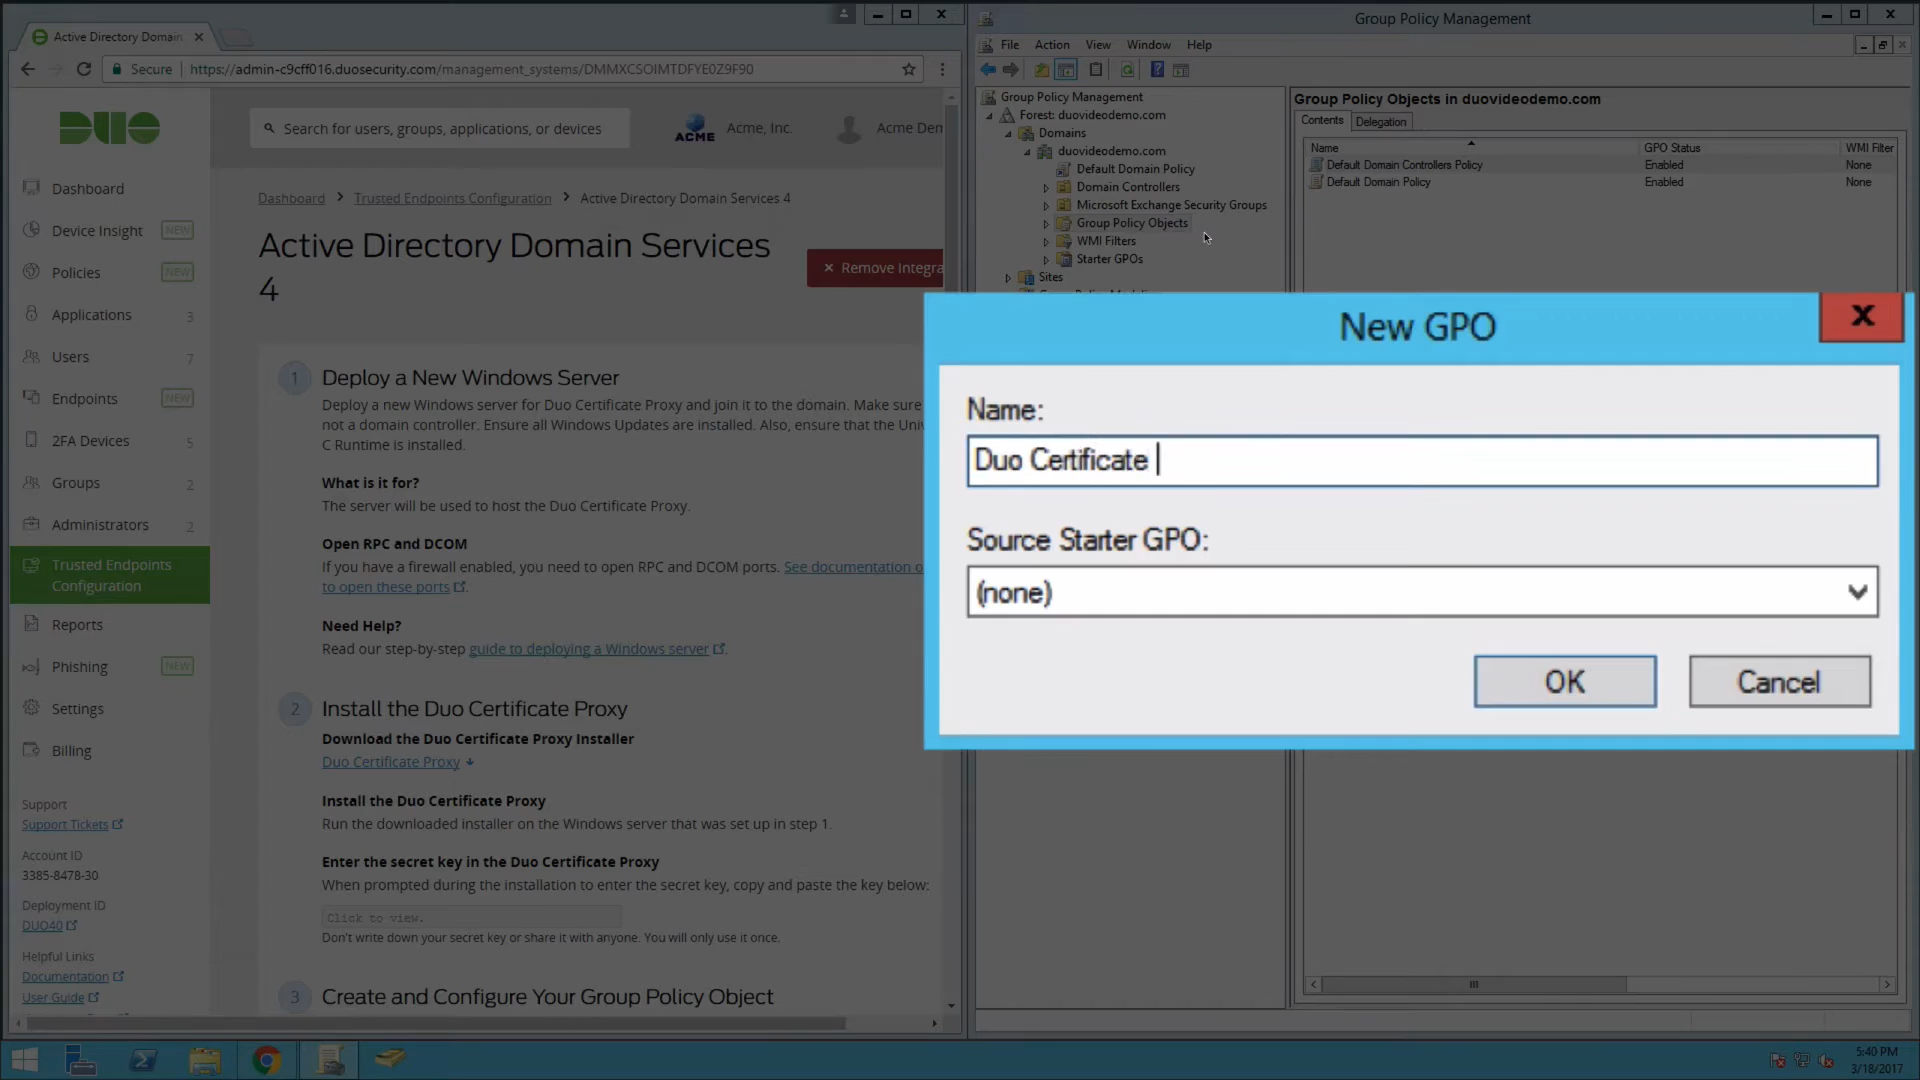 Active Directory Domain
Secure
https://admin-c9cff016.duosecurity.com/management_systems/DMMXCSOIMTDFYE0Z9F90
DUO
Dashboard
Device Insight NEW
Policies NEW
Applications 3
Users 7
Endpoints NEW
2FA Devices 5
Groups 2
Administrators 2
Trusted Endpoints
Configuration
Reports
Phishing NEW
Settings
Billing
Support
Support Tickets
Account ID
3385-8478-30
Deployment ID
DUO40
Helpful Links
Documentation
User Guide
Search for users, groups, applications, or devices
ACME
Acme, Inc.
Acme Den
Dashboard > Trusted Endpoints Configuration > Active Directory Domain Services 4
Active Directory Domain Services
4
× Remove Integra
1 Deploy a New Windows Server
Deploy a new Windows server for Duo Certificate Proxy and join it to the domain. Make sure
not a domain controller. Ensure all Windows Updates are installed. Also, ensure that the Univ
C Runtime is installed.
What is it for?
The server will be used to host the Duo Certificate Proxy.
Open RPC and DCOM
If you have a firewall enabled, you need to open RPC and DCOM ports. See documentation o
to open these ports.
Need Help?
Read our step-by-step guide to deploying a Windows server.
2 Install the Duo Certificate Proxy
Download the Duo Certificate Proxy Installer
Duo Certificate Proxy
Install the Duo Certificate Proxy
Run the downloaded installer on the Windows server that was set up in step 1.
Enter the secret key in the Duo Certificate Proxy
When prompted during the installation to enter the secret key, copy and paste the key below:
Click to view.
Don't write down your secret key or share it with anyone. You will only use it once.
3 Create and Configure Your Group Policy Object
Group Policy Management
File Action View Window Help
Group Policy Management
Forest: duovideodemo.com
Domains
duovideodemo.com
Default Domain Policy
Domain Controllers
Microsoft Exchange Security Groups
Group Policy Objects
WMI Filters
Starter GPOs
Sites
Group Policy Objects in duovideodemo.com
Contents Delegation
Name GPO Status WMI Filter
Default Domain Controllers Policy Enabled None
Default Domain Policy Enabled None
New GPO
X
Name:
Duo Certificate
Source Starter GPO:
(none)
OK Cancel
5:40 PM
3/18/2017